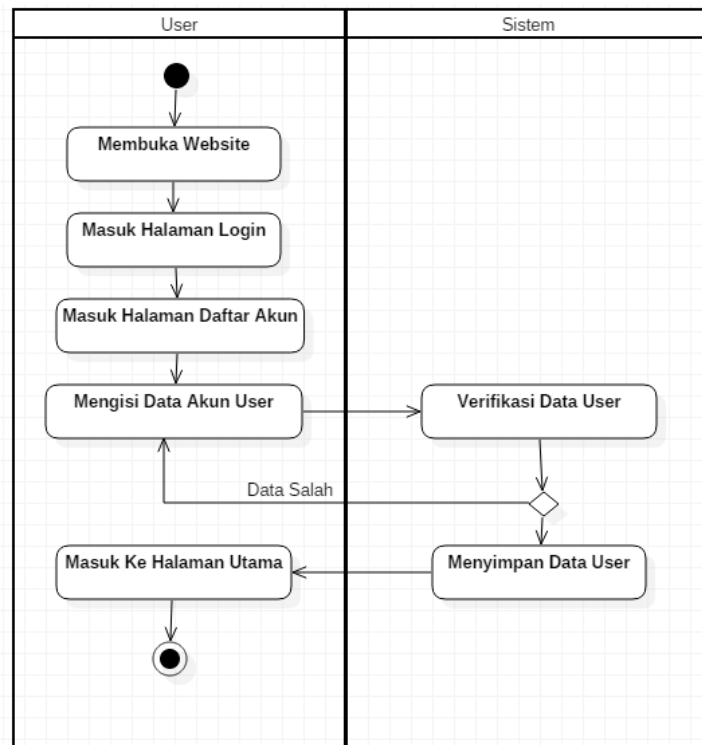 User
Sistem
Membuka Website
Masuk Halaman Login
Masuk Halaman Daftar Akun
Mengisi Data Akun User
Verifikasi Data User
Data Salah
Masuk Ke Halaman Utama
Menyimpan Data User